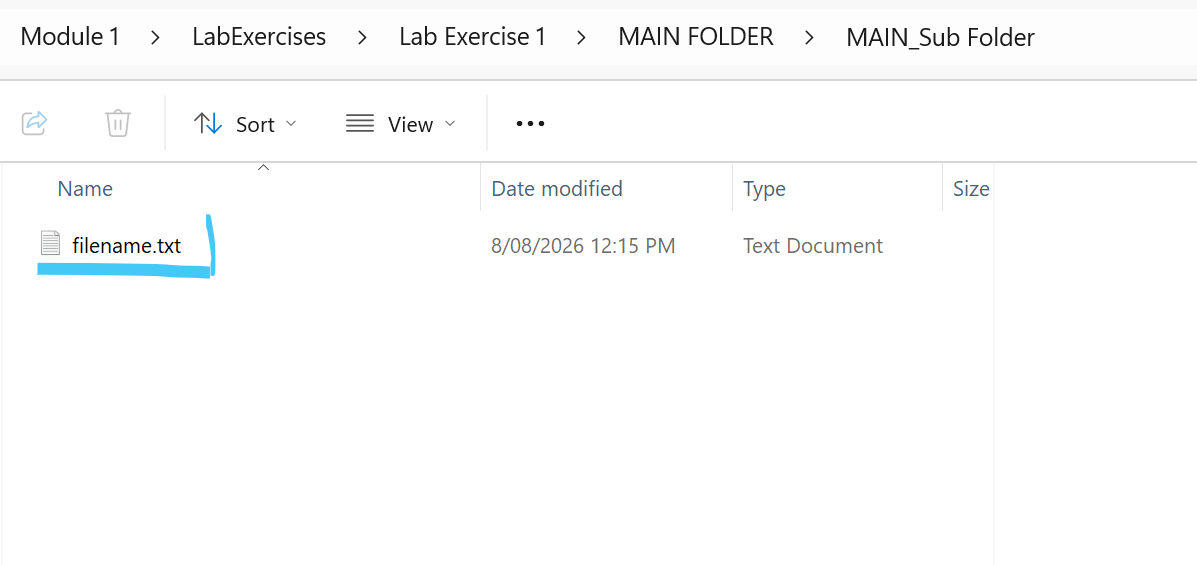 Module 1 > LabExercises > Lab Exercise 1 > MAIN FOLDER > MAIN_Sub Folder
Sort View ...
Name Date modified Type Size
filename.txt 8/08/2026 12:15 PM Text Document